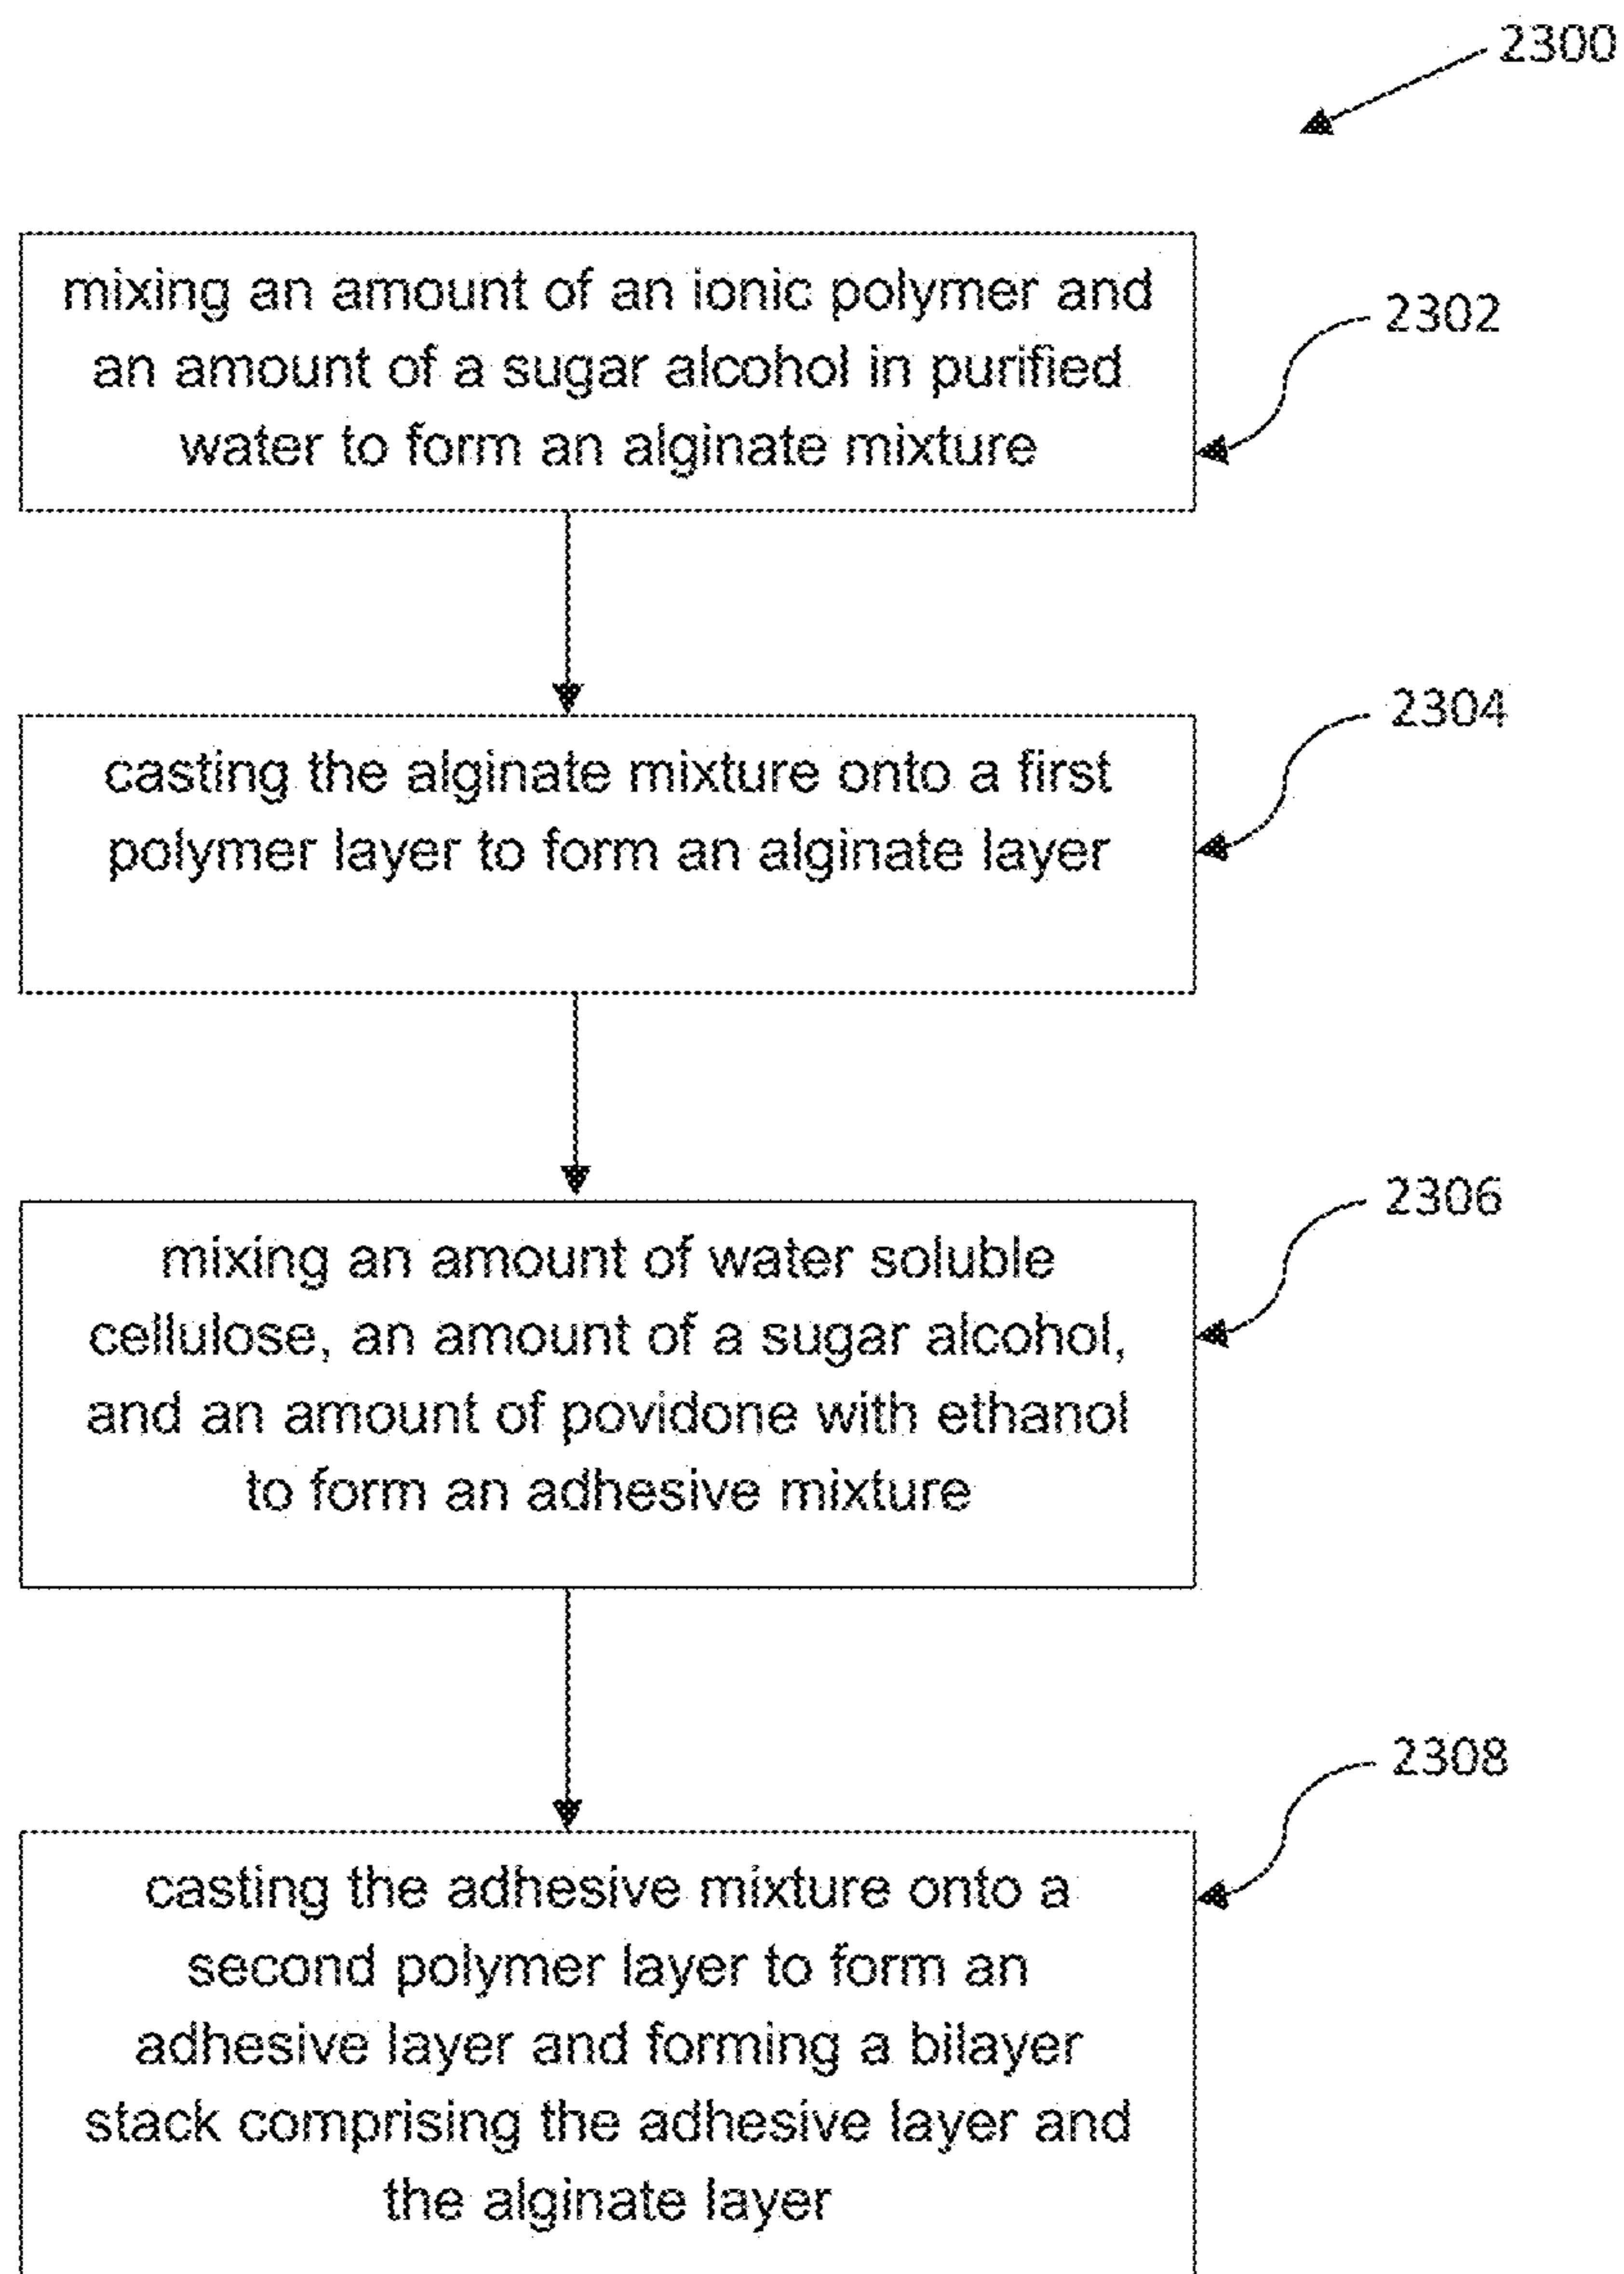 2300
mixing an amount of an ionic polymer and
an amount of a sugar alcohol in purified
water to form an alginate mixture
2302
casting the alginate mixture onto a first
polymer layer to form an alginate layer
2304
mixing an amount of water soluble
cellulose, an amount of a sugar alcohol,
and an amount of povidone with ethanol
to form an adhesive mixture
2306
casting the adhesive mixture onto a
second polymer layer to form an
adhesive layer and forming a bilayer
stack comprising the adhesive layer and
the alginate layer
2308